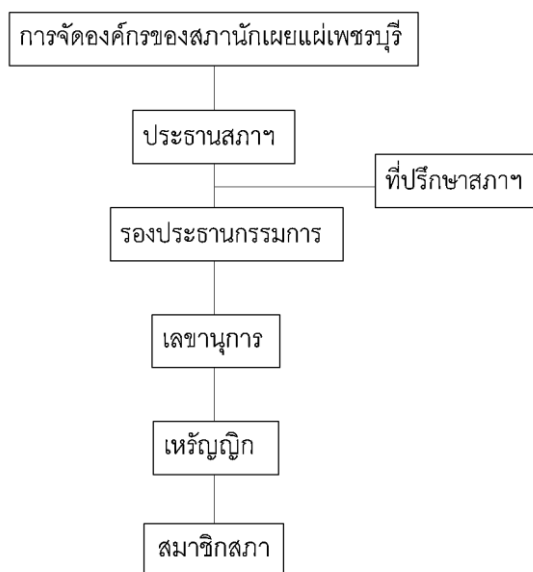 การจัดองค์กรของสภานักเผยแผ่เพชรบุรี
ประธานสภาฯ
ที่ปรึกษาสภาฯ
รองประธานกรรมการ
เลขานุการ
เหรัญญิก
สมาชิกสภา